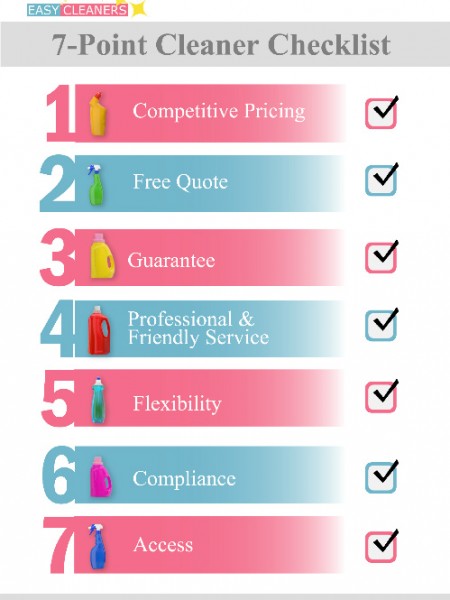 EASY CLEANERS
7-Point Cleaner Checklist
1 Competitive Pricing
2 Free Quote
3 Guarantee
4 Professional &
Friendly Service
5 Flexibility
6 Compliance
7 Access